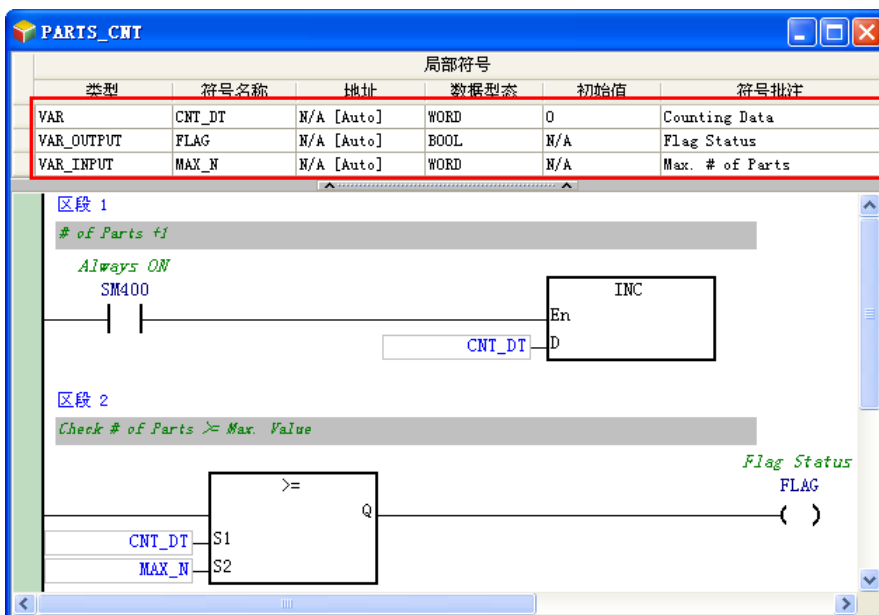 PARTS_CNT
局部符号
类型 符号名称 地址 数据型态 初始值 符号批注
VAR CNT_DT N/A [Auto] WORD 0 Counting Data
VAR_OUTPUT FLAG N/A [Auto] BOOL N/A Flag Status
VAR_INPUT MAX_N N/A [Auto] WORD N/A Max. # of Parts
区段 1
# of Parts +1
Always ON
SM400
INC
En
CNT_DT D
区段 2
Check # of Parts >= Max. Value
Flag Status
>= FLAG
Q
CNT_DT S1
MAX_N S2